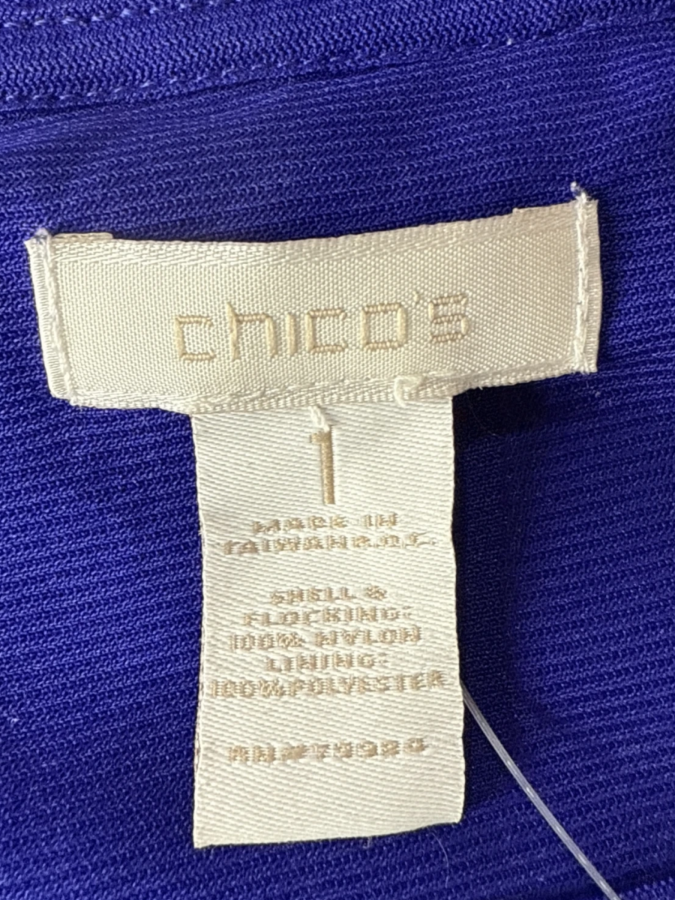 chico's
1
MADE IN
TAIWAN R.O.C.
SHELL &
FLOCKING:
100% NYLON
LINING:
100% POLYESTER